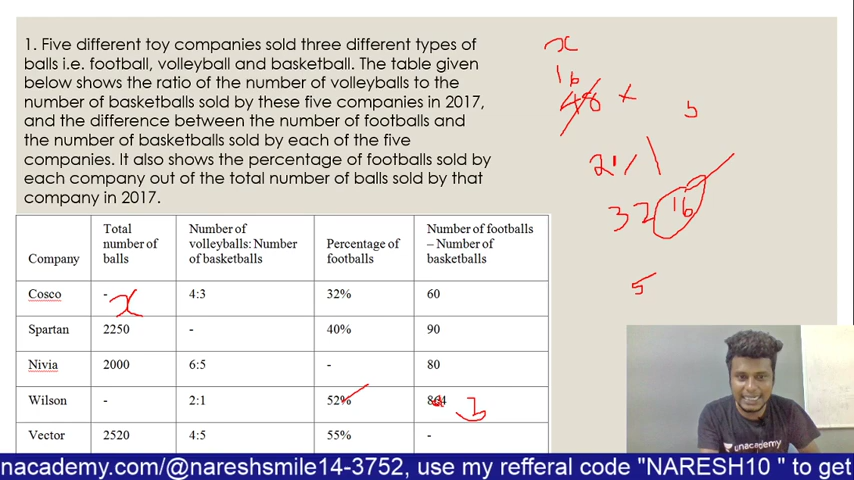 1. Five different toy companies sold three different types of
balls i.e. football, volleyball and basketball. The table given
below shows the ratio of the number of volleyballs to the
number of basketballs sold by these five companies in 2017,
and the difference between the number of footballs and
the number of basketballs sold by each of the five
companies. It also shows the percentage of footballs sold by
each company out of the total number of balls sold by that
company in 2017.
x
16
48 x
21 / 1
32 16
5
Company | Total number of balls | Number of volleyballs: Number of basketballs | Percentage of footballs | Number of footballs – Number of basketballs
Cosco - x 4:3 32% 60
Spartan 2250 - 40% 90
Nivia 2000 6:5 - 80
Wilson - 2:1 52%
Vector 2520 4:5 55% -
unacademy
nacademy.com/@nareshsmile14-3752, use my refferal code "NARESH10 " to get